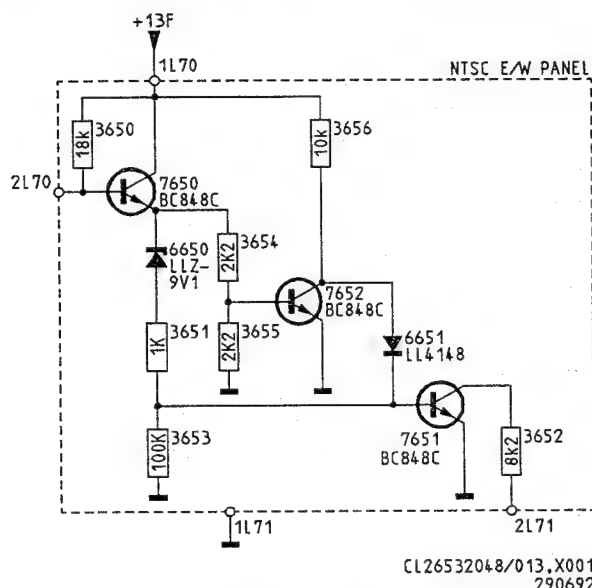 +13F
1L70
NTSC E/W PANEL
3650
18k
3656
10k
2L70
7650
BC848C
6650
LLZ-
9V1
3654
2K2
7652
BC848C
3651
1K
3655
2K2
6651
LL4148
3653
100K
7651
BC848C
3652
8k2
1L71
2L71
CL26532048/013,X001
290692